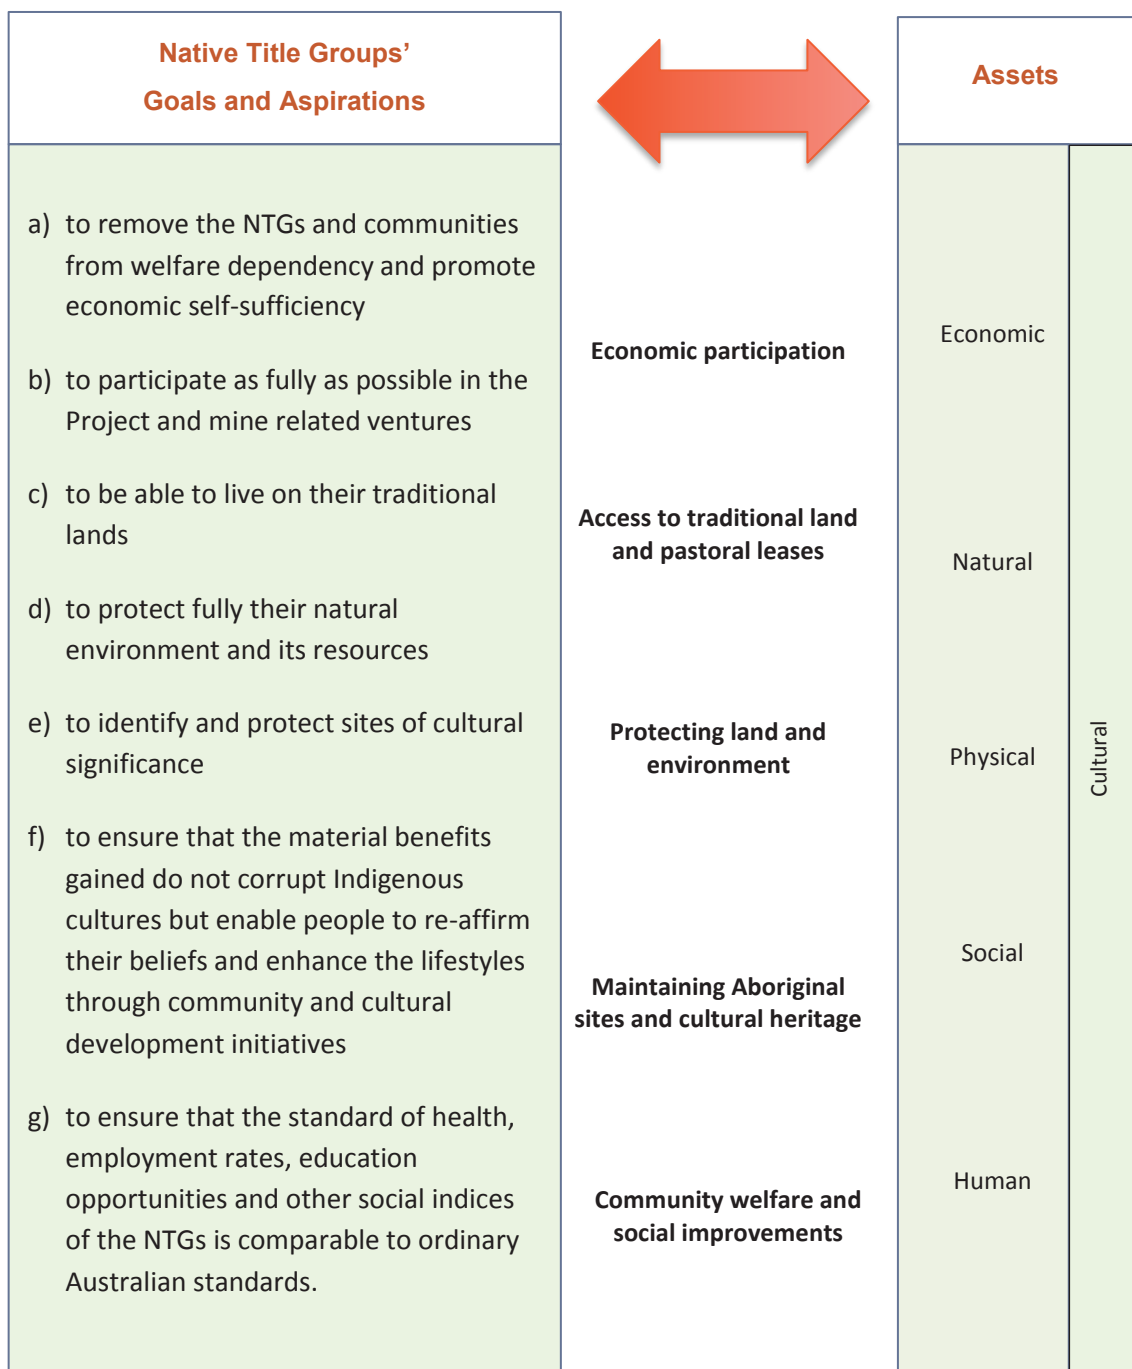 Native Title Groups’
Goals and Aspirations
a) to remove the NTGs and communities
from welfare dependency and promote
economic self-sufficiency
b) to participate as fully as possible in the
Project and mine related ventures
c) to be able to live on their traditional
lands
d) to protect fully their natural
environment and its resources
e) to identify and protect sites of cultural
significance
f) to ensure that the material benefits
gained do not corrupt Indigenous
cultures but enable people to re-affirm
their beliefs and enhance the lifestyles
through community and cultural
development initiatives
g) to ensure that the standard of health,
employment rates, education
opportunities and other social indices
of the NTGs is comparable to ordinary
Australian standards.
Economic participation
Access to traditional land
and pastoral leases
Protecting land and
environment
Maintaining Aboriginal
sites and cultural heritage
Community welfare and
social improvements
Assets
Economic
Natural
Physical
Social
Human
Cultural